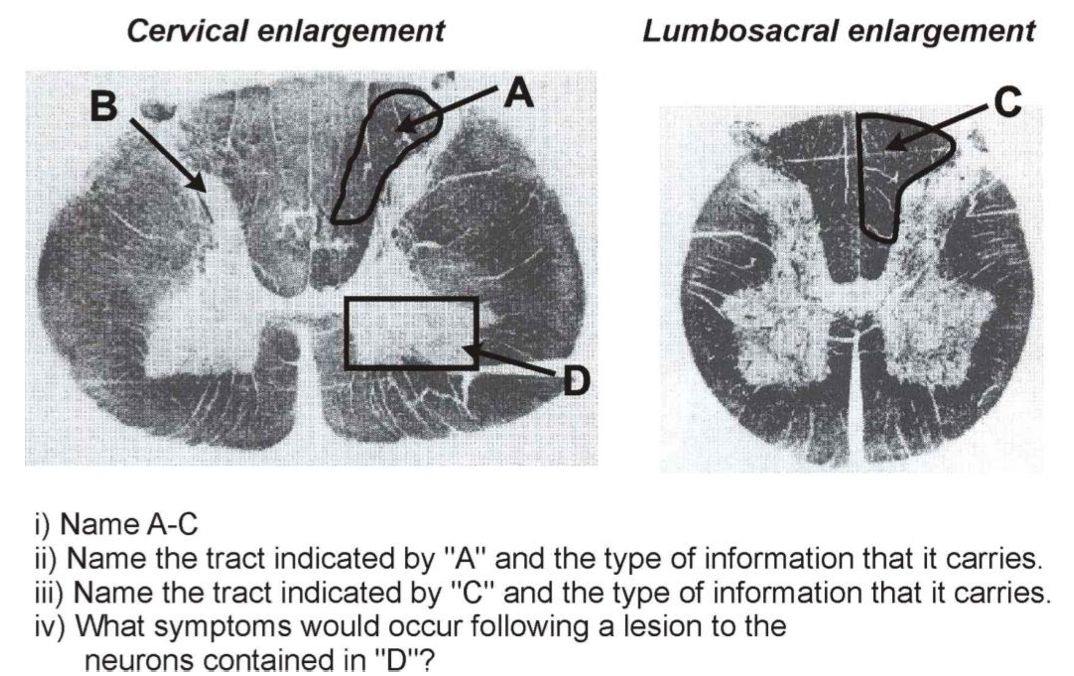 Cervical enlargement
Lumbosacral enlargement
B
A
C
D
i) Name A-C
ii) Name the tract indicated by "A" and the type of information that it carries.
iii) Name the tract indicated by "C" and the type of information that it carries.
iv) What symptoms would occur following a lesion to the
neurons contained in "D"?